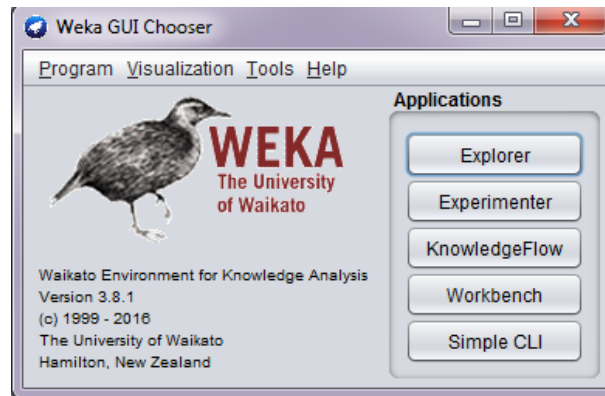 Weka GUI Chooser
Program Visualization Tools Help
WEKA
The University
of Waikato
Waikato Environment for Knowledge Analysis
Version 3.8.1
(c) 1999 - 2016
The University of Waikato
Hamilton, New Zealand
Applications
Explorer
Experimenter
KnowledgeFlow
Workbench
Simple CLI